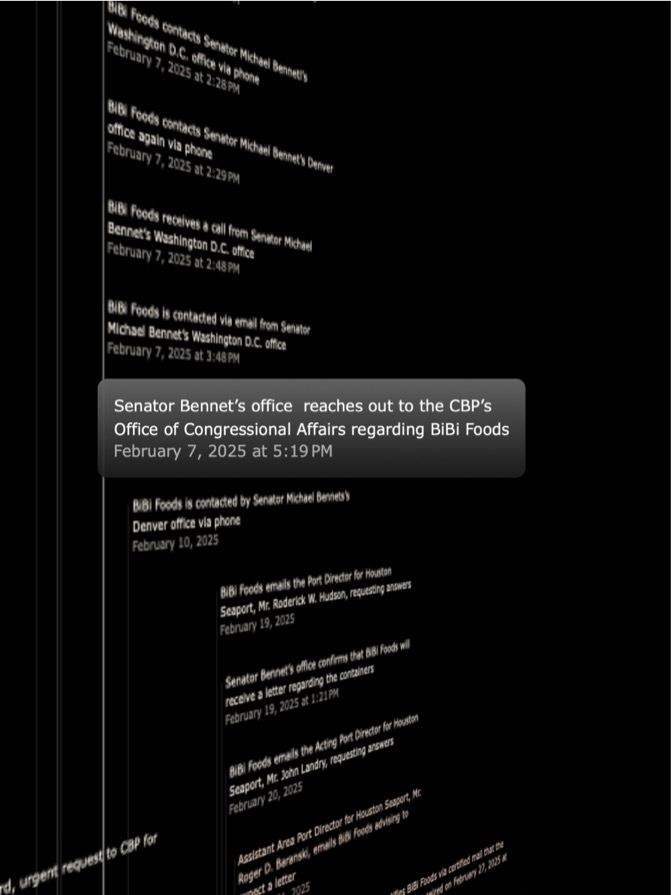 BiBi Foods contacts Senator Michael Bennet's
Washington D.C. office via phone
February 7, 2025 at 2:28 PM
BiBi Foods contacts Senator Michael Bennet's Denver
office again via phone
February 7, 2025 at 2:29 PM
BiBi Foods receives a call from Senator Michael
Bennet's Washington D.C. office
February 7, 2025 at 2:48 PM
BiBi Foods is contacted via email from Senator
Michael Bennet's Washington D.C. office
February 7, 2025 at 3:48 PM
Senator Bennet's office reaches out to the CBP's
Office of Congressional Affairs regarding BiBi Foods
February 7, 2025 at 5:19 PM
BiBi Foods is contacted by Senator Michael Bennets's
Denver office via phone
February 10, 2025
BiBi Foods emails the Port Director for Houston
Seaport, Mr. Roderick W. Hudson, requesting answers
February 19, 2025
Senator Bennet's office confirms that BiBi Foods will
receive a letter regarding the containers
February 19, 2025 at 1:21 PM
BiBi Foods emails the Acting Port Director for Houston
Seaport, Mr. John Landry, requesting answers
February 20, 2025
Assistant Area Port Director for Houston Seaport, Mr.
Roger D. Baranski, emails BiBi Foods advising to
a letter
2025
urgent request to CBP for
BiBi Foods via certified mail that the
on February 27, 2025 at